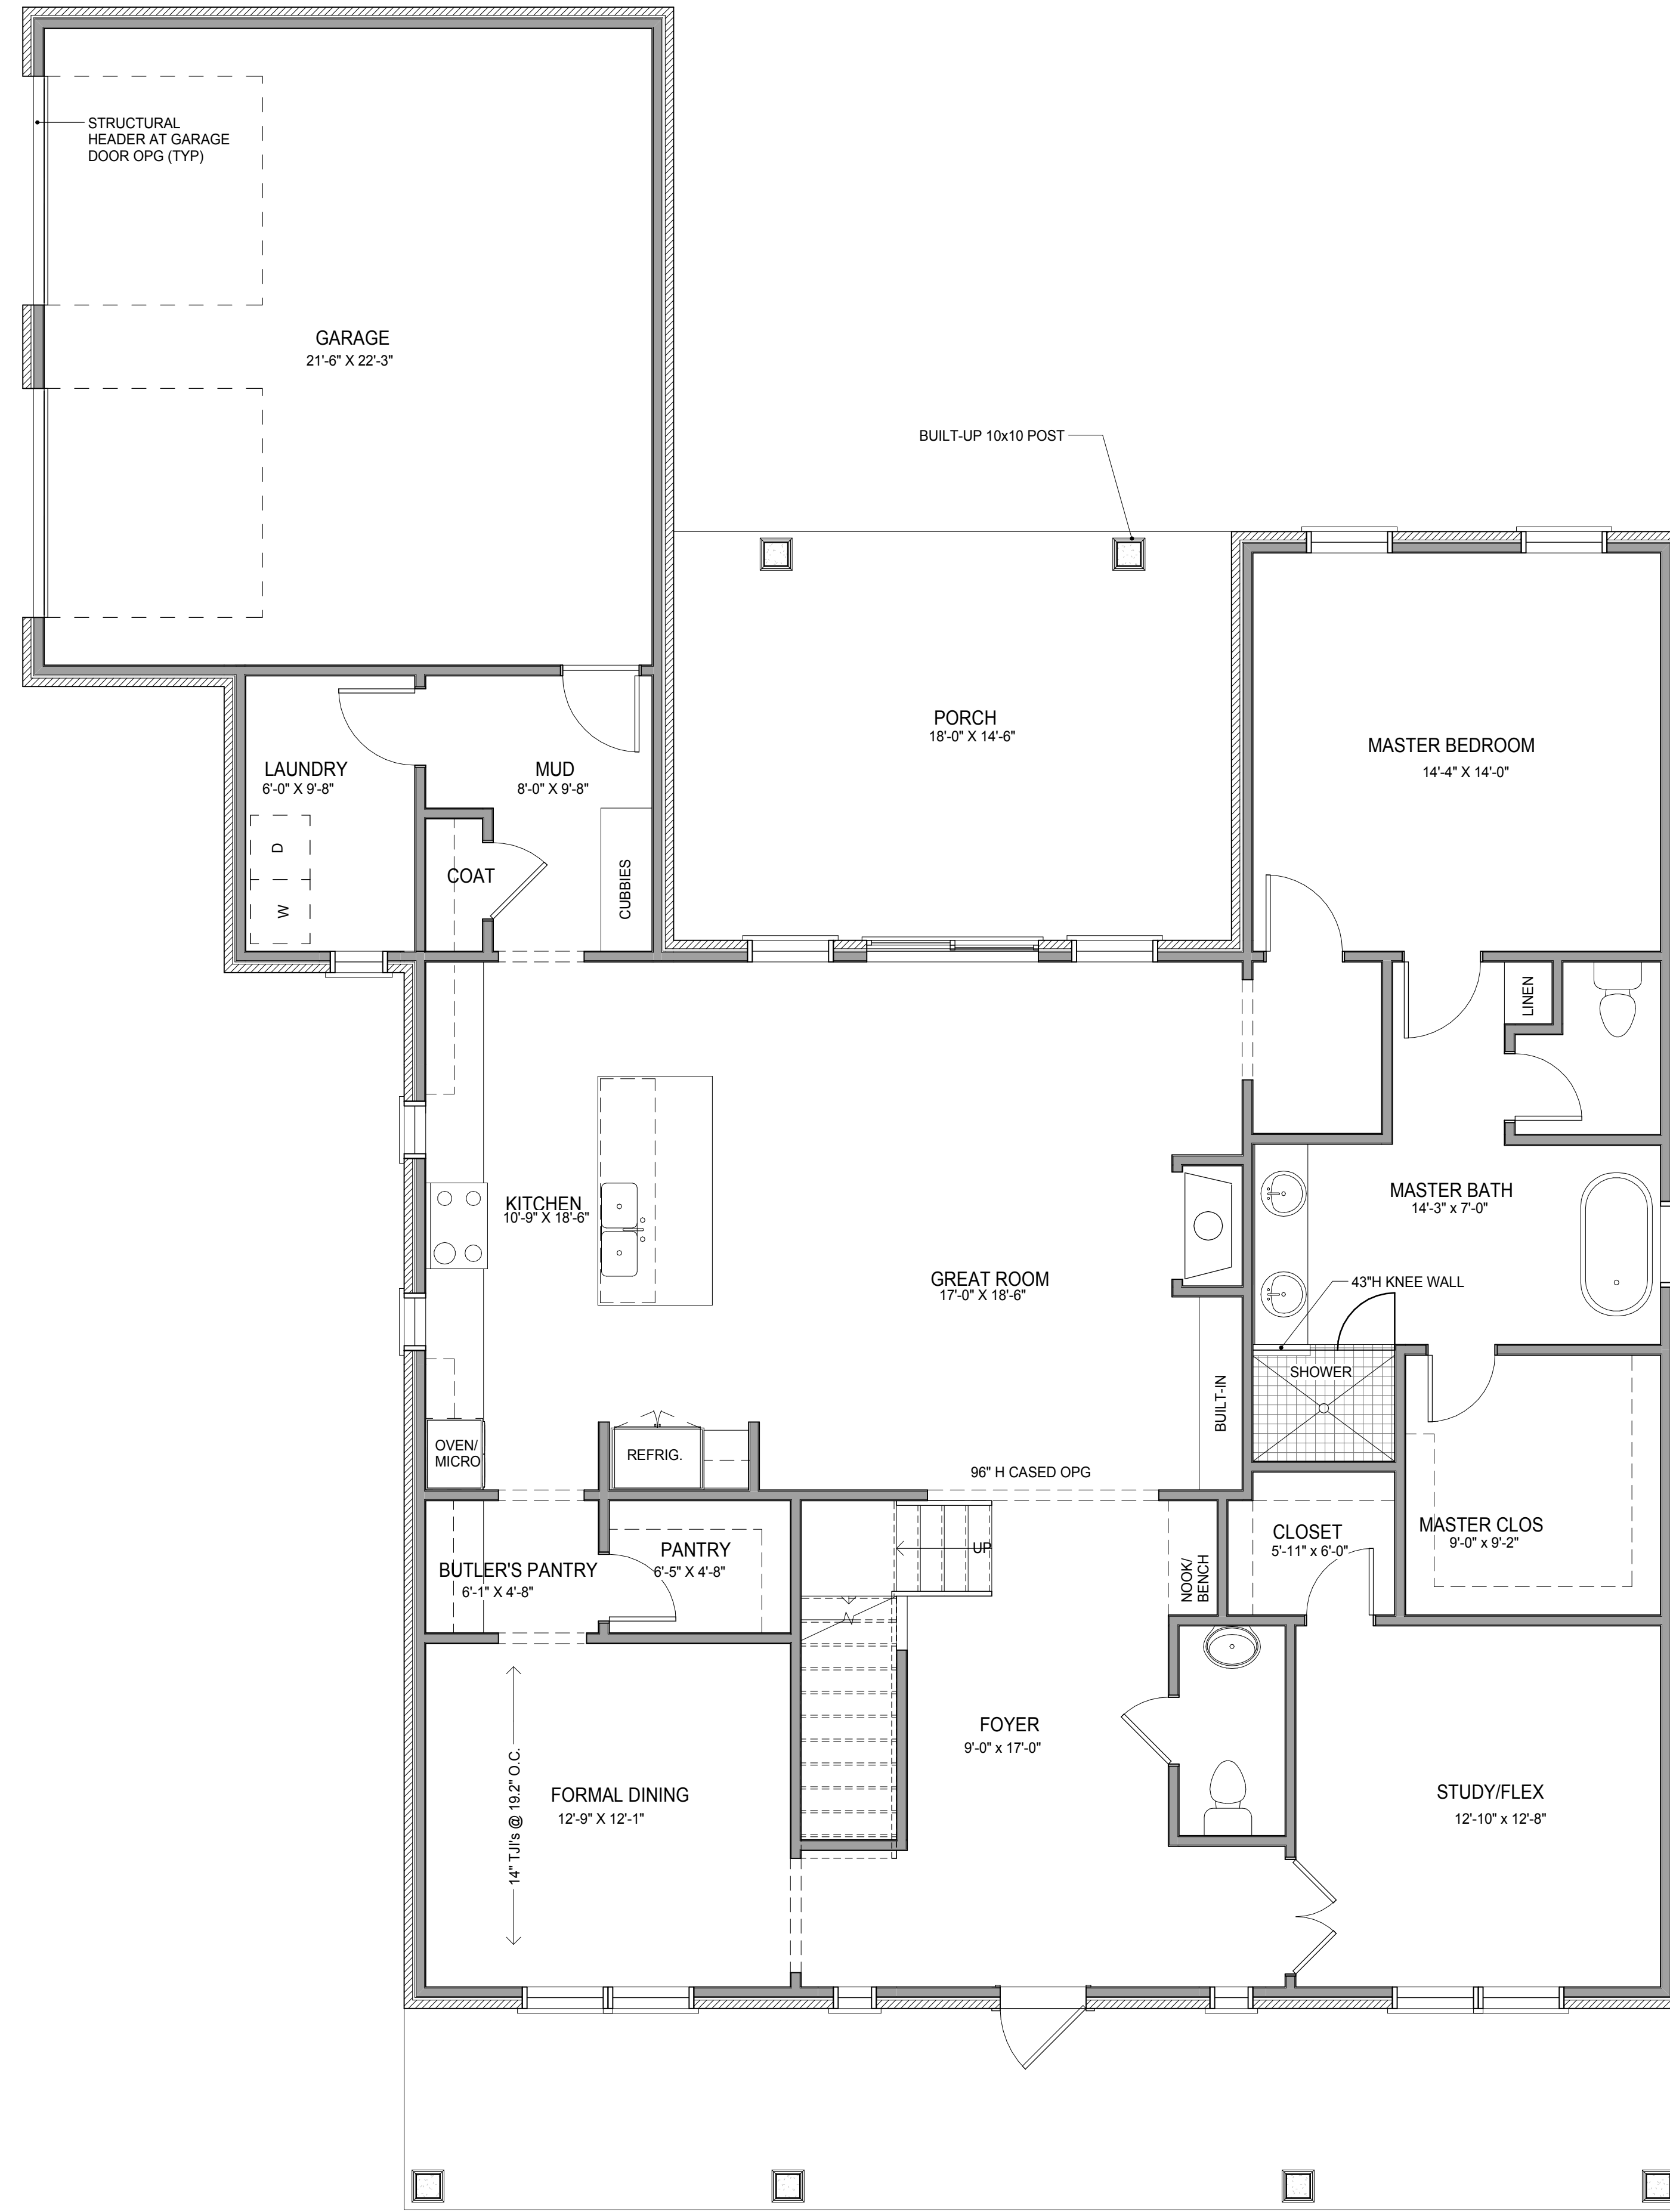 STRUCTURAL
HEADER AT GARAGE
DOOR OPG (TYP)
GARAGE
21'-6" X 22'-3"
BUILT-UP 10x10 POST
PORCH
18'-0" X 14'-6"
MASTER BEDROOM
14'-4" X 14'-0"
LAUNDRY
6'-0" X 9'-8"
MUD
8'-0" X 9'-8"
D
W
COAT
CUBBIES
LINEN
KITCHEN
10'-9" X 18'-6"
MASTER BATH
14'-3" x 7'-0"
GREAT ROOM
17'-0" X 18'-6"
43"H KNEE WALL
SHOWER
BUILT-IN
OVEN/
MICRO
REFRIG.
96" H CASED OPG
MASTER CLOS
9'-0" x 9'-2"
CLOSET
5'-11" x 6'-0"
UP
NOOK/
BENCH
BUTLER'S PANTRY
6'-1" X 4'-8"
PANTRY
6'-5" X 4'-8"
FOYER
9'-0" x 17'-0"
14" TJI's @ 19.2" O.C.
FORMAL DINING
12'-9" X 12'-1"
STUDY/FLEX
12'-10" x 12'-8"